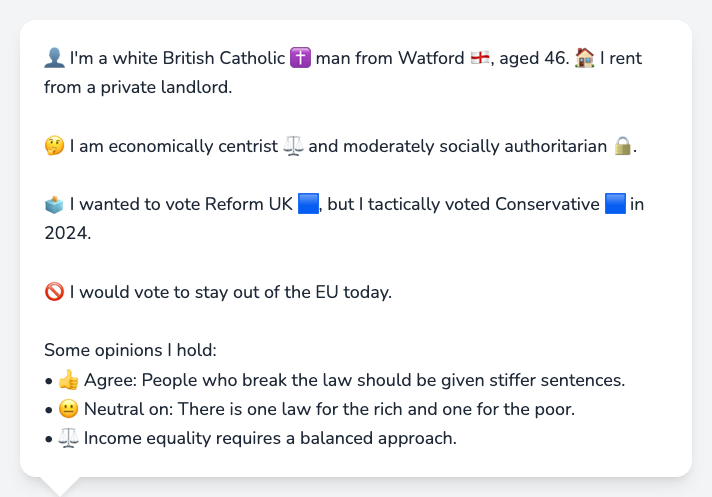 👤 I'm a white British Catholic ✝️ man from Watford 🏴󠁧󠁢󠁥󠁮󠁧󠁿, aged 46. 🏠 I rent
from a private landlord.
🤔 I am economically centrist ⚖️ and moderately socially authoritarian 🔒.
🗳️ I wanted to vote Reform UK 🟦, but I tactically voted Conservative 🟦 in
2024.
🚫 I would vote to stay out of the EU today.
Some opinions I hold:
• 👍 Agree: People who break the law should be given stiffer sentences.
• 😐 Neutral on: There is one law for the rich and one for the poor.
• ⚖️ Income equality requires a balanced approach.